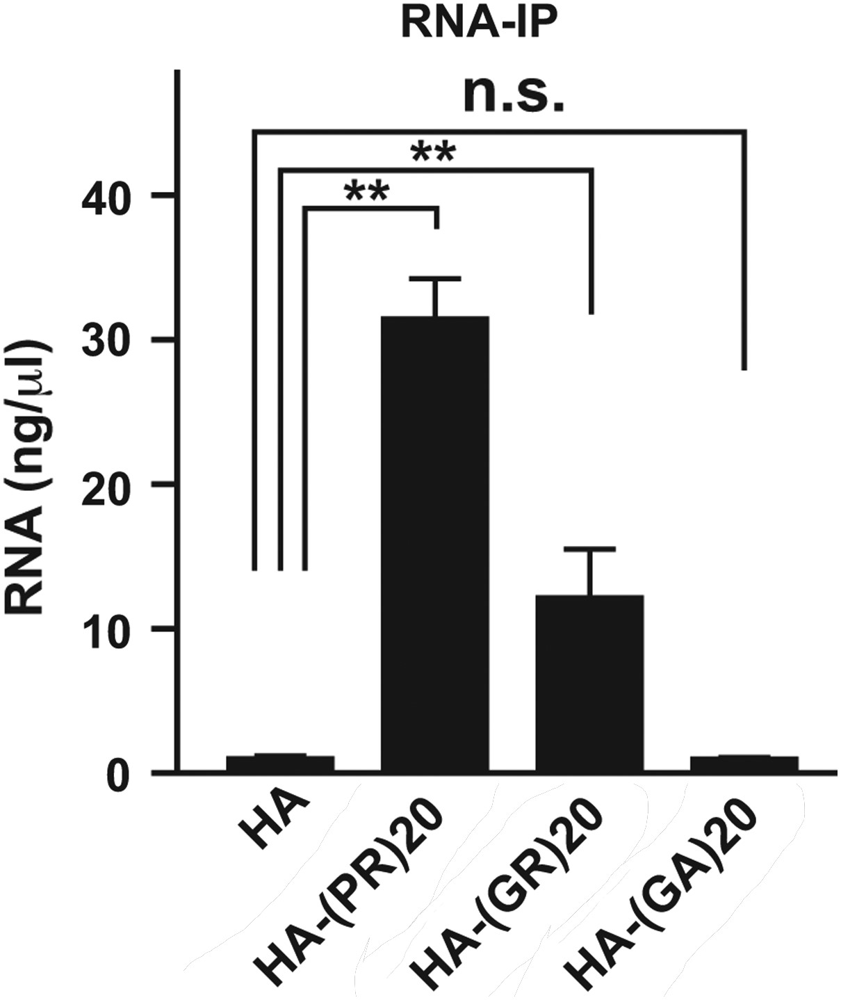 RNA-IP
n.s.
**
**
40
30
20
10
0
RNA (ng/μl)
HA
HA-(PR)20
HA-(GR)20
HA-(GA)20